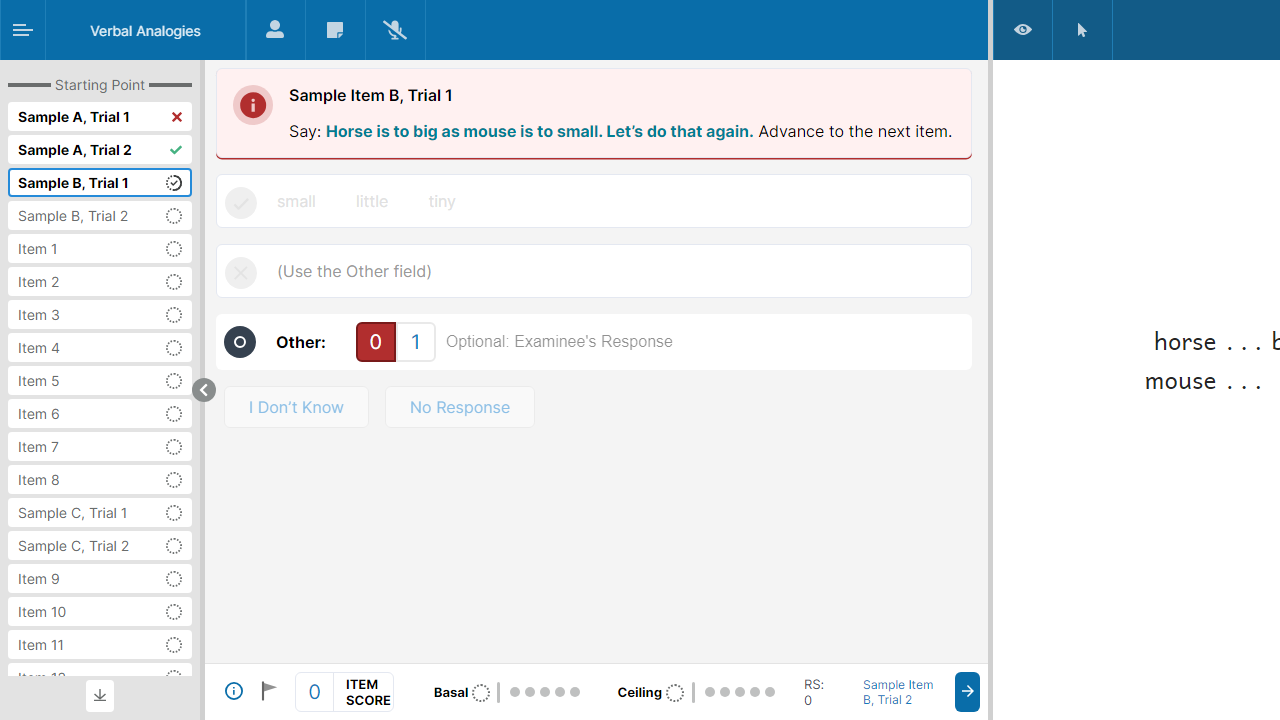 Verbal Analogies
Starting Point
Sample A, Trial 1
Sample A, Trial 2
Sample B, Trial 1
Sample B, Trial 2
Item 1
Item 2
Item 3
Item 4
Item 5
Item 6
Item 7
Item 8
Sample C, Trial 1
Sample C, Trial 2
Item 9
Item 10
Item 11
Sample Item B, Trial 1
Say: Horse is to big as mouse is to small. Let’s do that again. Advance to the next item.
small little tiny
(Use the Other field)
Other: 0 1 Optional: Examinee's Response
I Don’t Know No Response
0 ITEM SCORE
Basal
Ceiling
RS:
0
Sample Item
B, Trial 2
horse ... b
mouse ...